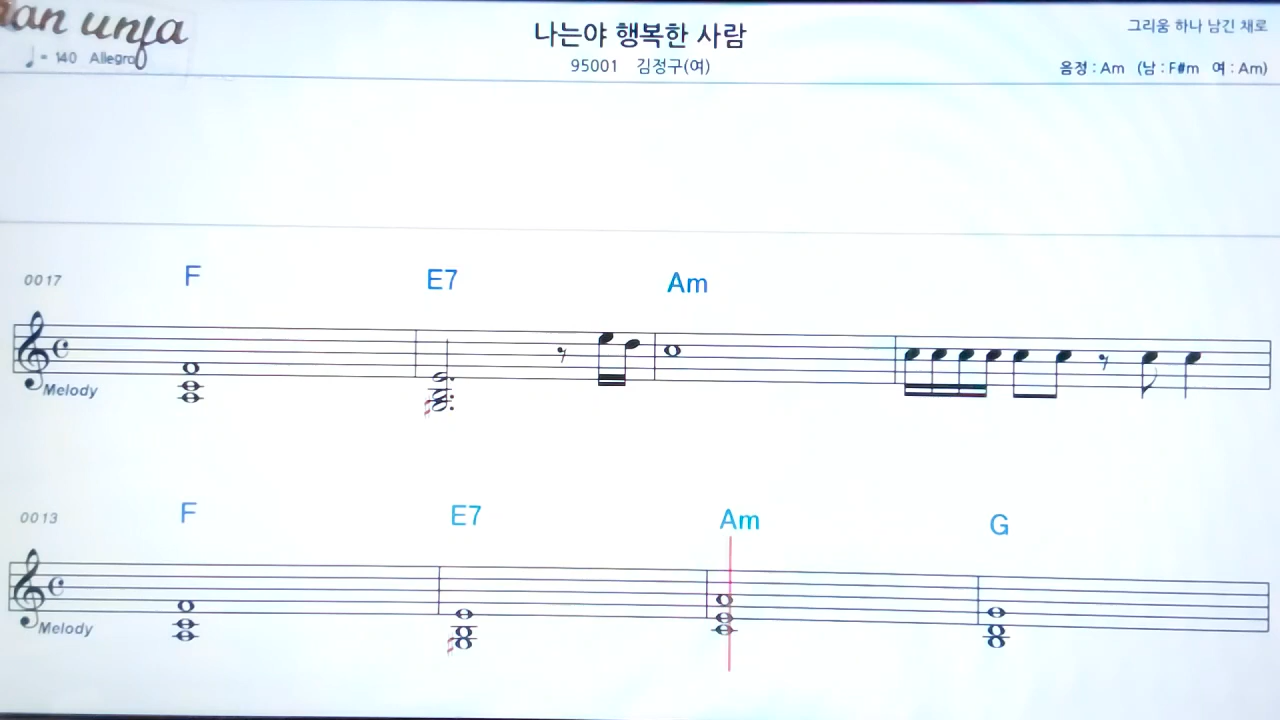 나는야 행복한 사람
그리움 하나 남긴 채로
♩= 140 Allegro
95001 김정구(여)
음정 : Am (남 : F#m 여 : Am)
0017 F E7 Am
Melody
0013 F E7 Am G
Melody